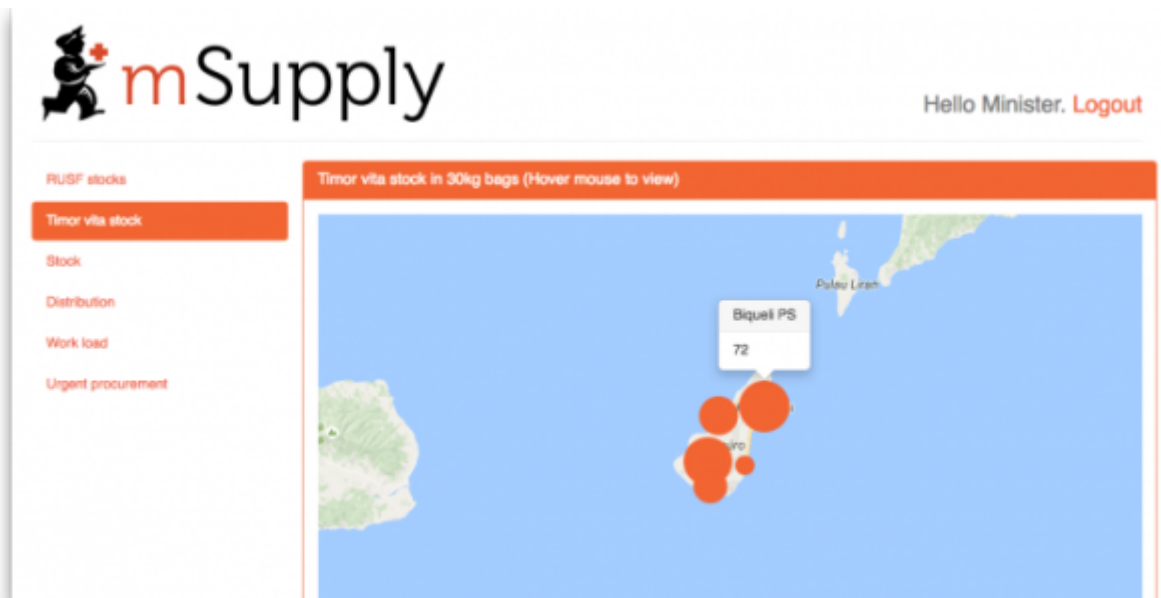 mSupply
Hello Minister. Logout
RUSF stocks
Timor vita stock
Stock
Distribution
Work load
Urgent procurement
Timor vita stock in 30kg bags (Hover mouse to view)
Pulau Liran
Biqueli PS
72